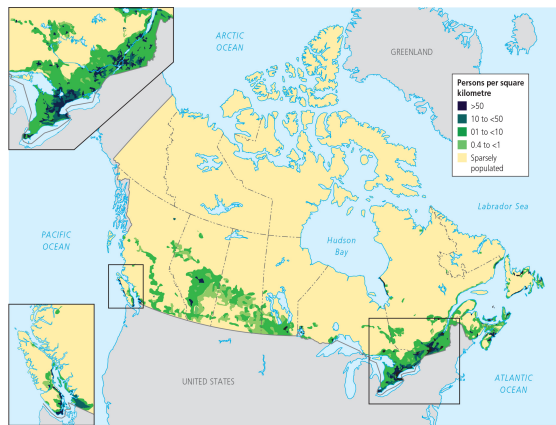 ARCTIC
OCEAN
GREENLAND
Persons per square
kilometre
>50
10 to <50
01 to <10
0.4 to <1
Sparsely
populated
Labrador Sea
PACIFIC
OCEAN
Hudson
Bay
UNITED STATES
ATLANTIC
OCEAN